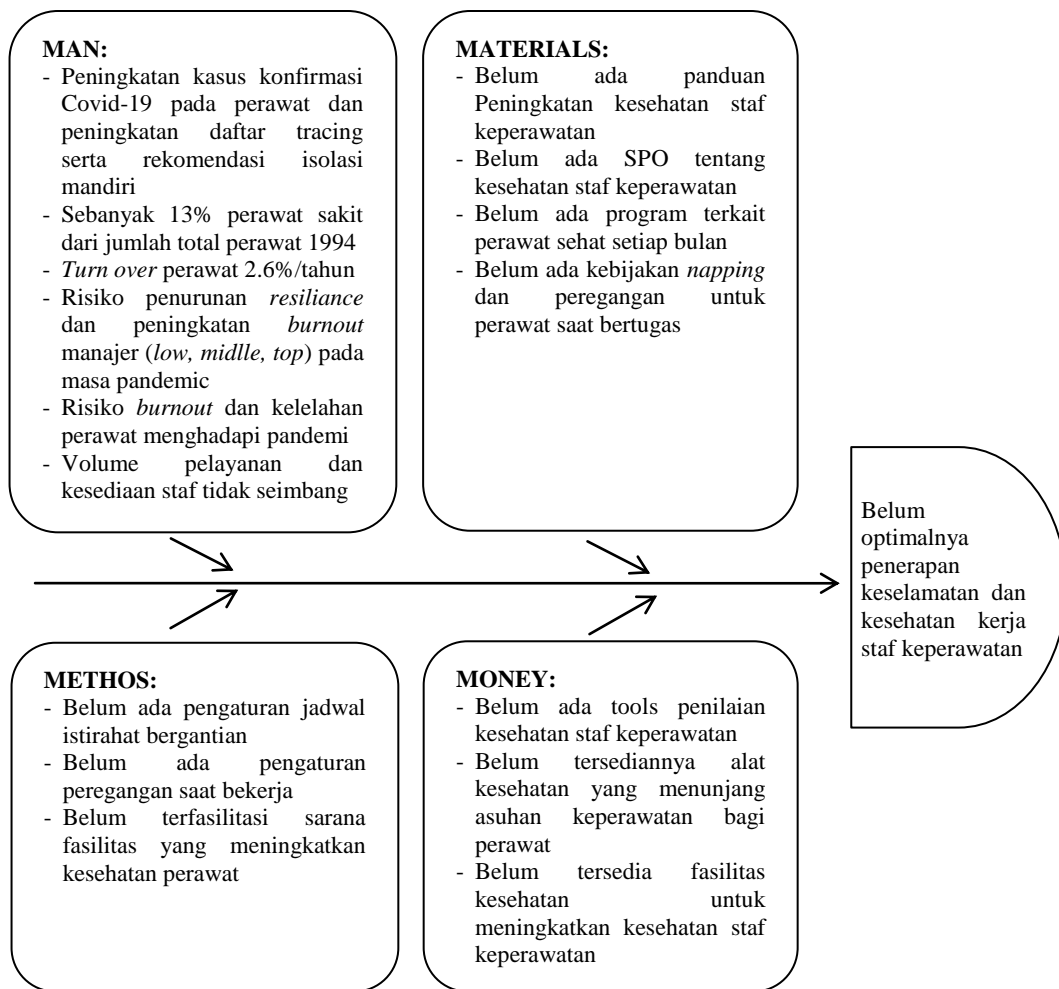 MAN:
- Peningkatan kasus konfirmasi
Covid-19 pada perawat dan
peningkatan daftar tracing
serta rekomendasi isolasi
mandiri
- Sebanyak 13% perawat sakit
dari jumlah total perawat 1994
- Turn over perawat 2.6%/tahun
- Risiko penurunan resiliance
dan peningkatan burnout
manajer (low, midlle, top) pada
masa pandemic
- Risiko burnout dan kelelahan
perawat menghadapi pandemi
- Volume pelayanan dan
kesediaan staf tidak seimbang
MATERIALS:
- Belum ada panduan
Peningkatan kesehatan staf
keperawatan
- Belum ada SPO tentang
kesehatan staf keperawatan
- Belum ada program terkait
perawat sehat setiap bulan
- Belum ada kebijakan napping
dan peregangan untuk
perawat saat bertugas
Belum
optimalnya
penerapan
keselamatan dan
kesehatan kerja
staf keperawatan
METHOS:
- Belum ada pengaturan jadwal
istirahat bergantian
- Belum ada pengaturan
peregangan saat bekerja
- Belum terfasilitasi sarana
fasilitas yang meningkatkan
kesehatan perawat
MONEY:
- Belum ada tools penilaian
kesehatan staf keperawatan
- Belum tersediannya alat
kesehatan yang menunjang
asuhan keperawatan bagi
perawat
- Belum tersedia fasilitas
kesehatan untuk
meningkatkan kesehatan staf
keperawatan